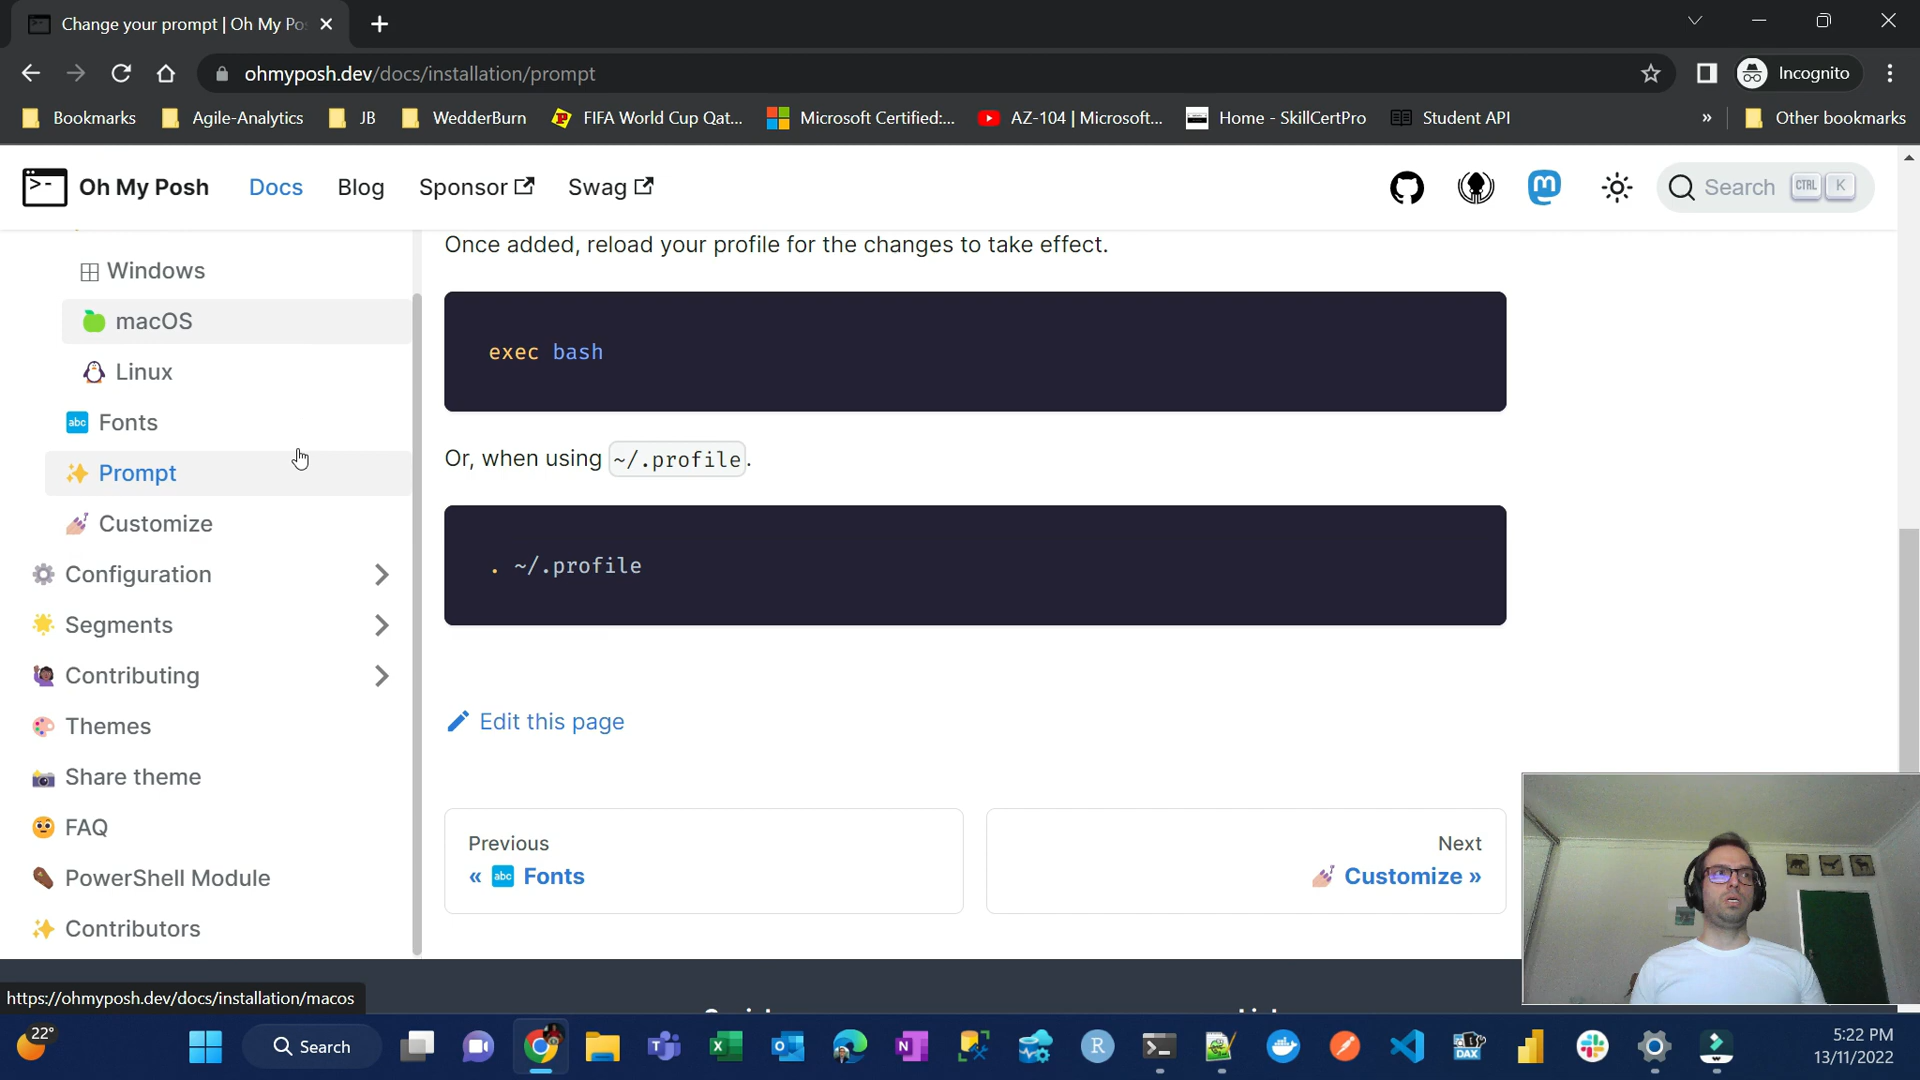 Change your prompt | Oh My Po
ohmyposh.dev/docs/installation/prompt
Incognito
Bookmarks
Agile-Analytics
JB
WedderBurn
FIFA World Cup Qat...
Microsoft Certified:...
AZ-104 | Microsoft...
Home - SkillCertPro
Student API
»
Other bookmarks
Oh My Posh
Docs
Blog
Sponsor
Swag
Search
CTRL
K
Once added, reload your profile for the changes to take effect.
Windows
macOS
Linux
abc Fonts
Prompt
Customize
Configuration
Segments
Contributing
Themes
Share theme
FAQ
PowerShell Module
Contributors
exec bash
Or, when using ~/.profile.
. ~/.profile
Edit this page
Previous
« abc Fonts
Next
Customize »
https://ohmyposh.dev/docs/installation/macos
22°
Search
DAX
5:22 PM
13/11/2022